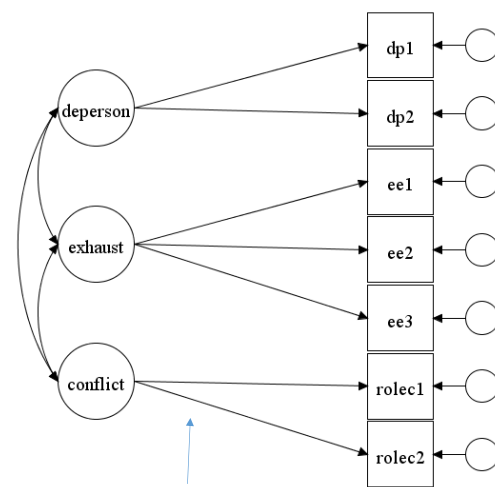 dp1
deperson
dp2
ee1
exhaust
ee2
ee3
conflict
rolec1
rolec2